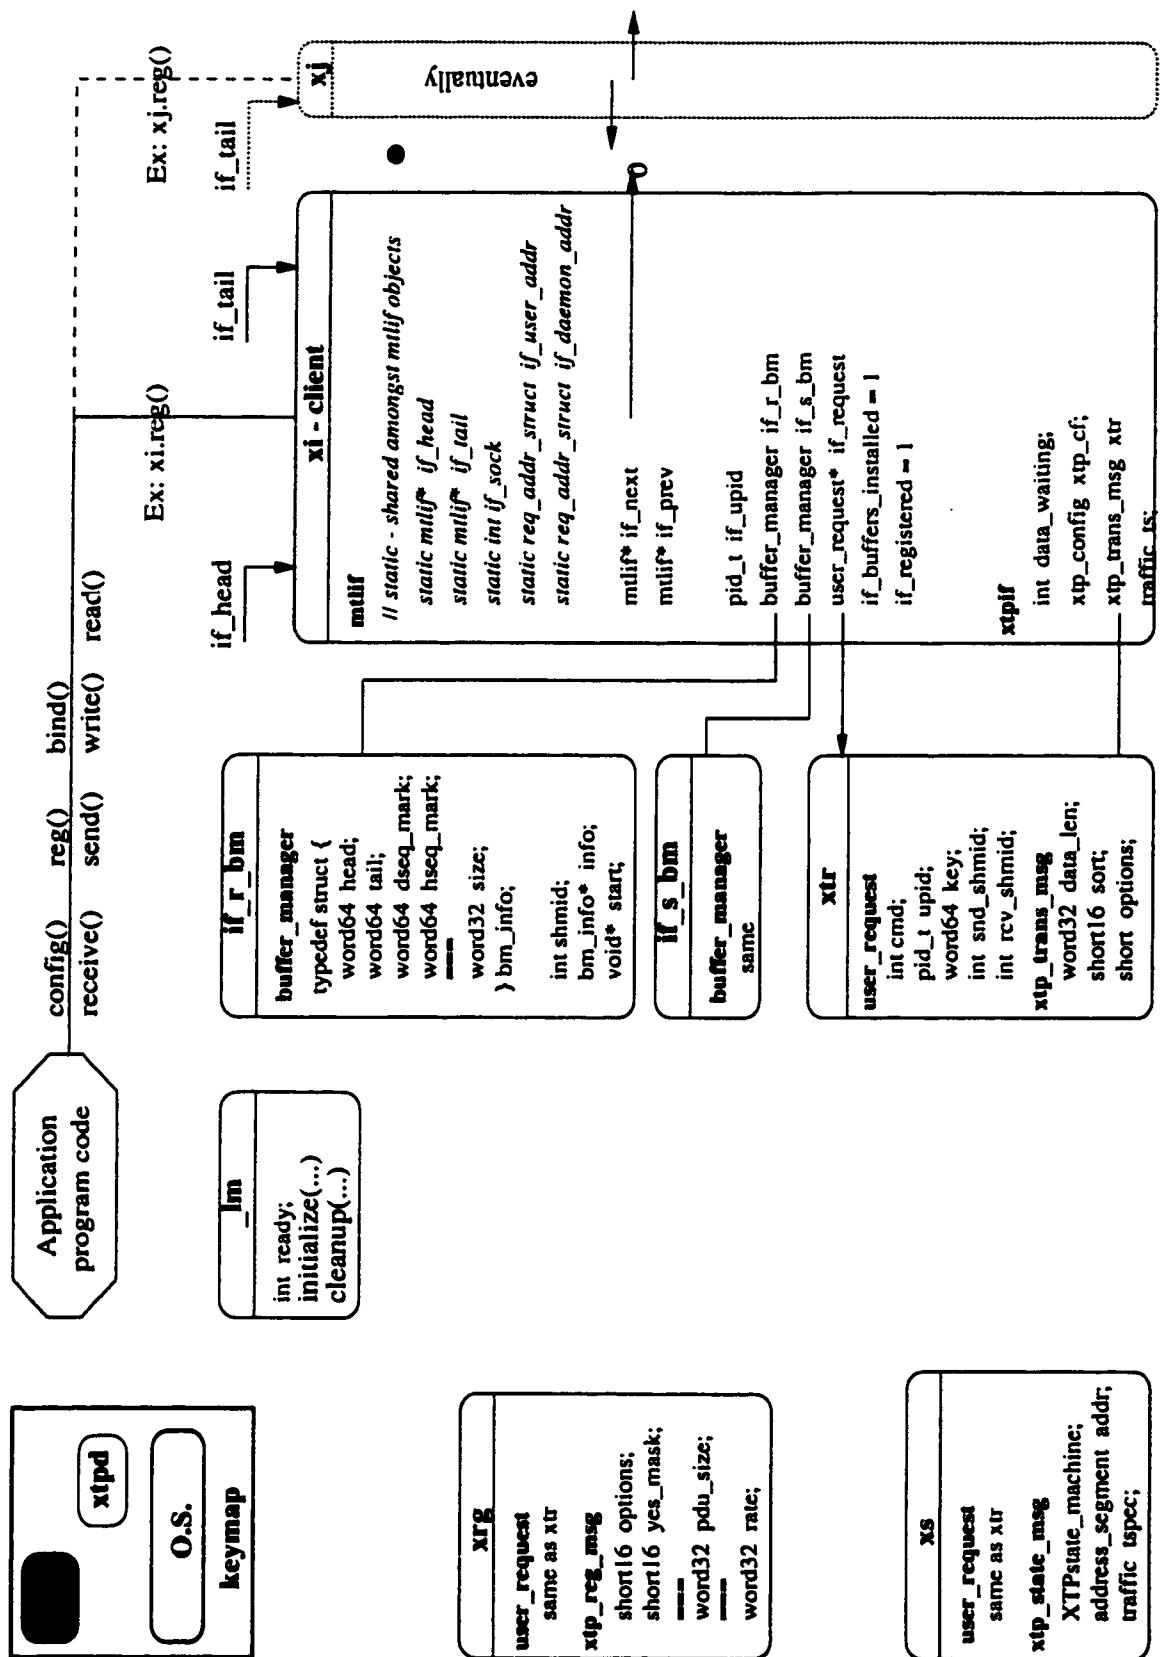 xtpd
O.S.
keymap
Application
program code
config() reg() bind()
receive() send() write() read()
Ex: xi.reg()
Ex: xj.reg()
if_head
if_tail
if_tail
_lm
int ready;
initialize(...)
cleanup(...)
if_r_bm
buffer_manager
typedef struct {
word64 head;
word64 tail;
word64 dseq_mark;
word64 hseq_mark;
word32 size;
} bm_info;
int shmid;
bm_info* info;
void* start;
if_s_bm
buffer_manager
same
xtr
user_request
int cmd;
pid_t upid;
word64 key;
int snd_shmid;
int rcv_shmid;
xtp_trans_msg
word32 data_len;
short16 sort;
short options;
xi - client
mtlif
// static - shared amongst mtlif objects
static mtlif* if_head
static mtlif* if_tail
static int if_sock
static req_addr_struct if_user_addr
static req_addr_struct if_daemon_addr
mtlif* if_next
mtlif* if_prev
0
pid_t if_upid
buffer_manager if_r_bm
buffer_manager if_s_bm
user_request* if_request
if_buffers_installed = 1
if_registered = 1
xtpif
int data_waiting;
xtp_config xtp_cf;
xtp_trans_msg xtr
traffic ts;
xj
eventually
xrg
user_request
same as xtr
xtp_reg_msg
short16 options;
short16 yes_mask;
word32 pdu_size;
word32 rate;
xs
user_request
same as xtr
xtp_state_msg
XTPstate_machine;
address_segment addr;
traffic tspec;